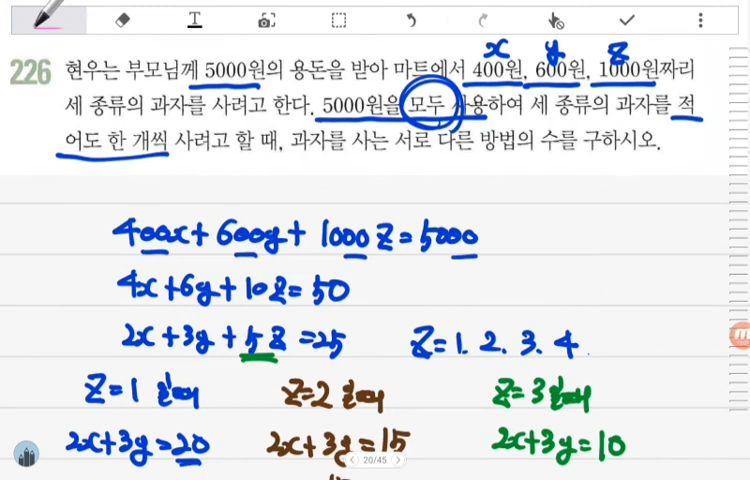 x y z
226 현우는 부모님께 5000원의 용돈을 받아 마트에서 400원, 600원, 1000원짜리
세 종류의 과자를 사려고 한다. 5000원을 모두 사용하여 세 종류의 과자를 적
어도 한 개씩 사려고 할 때, 과자를 사는 서로 다른 방법의 수를 구하시오.
400x + 600y + 1000z = 5000
4x + 6y + 10z = 50
2x + 3y + 5z = 25 z = 1. 2. 3. 4
z = 1 일때 z = 2 일때 z = 3 일때
2x + 3y = 20 2x + 3y = 15 2x + 3y = 10
< 20/45 >